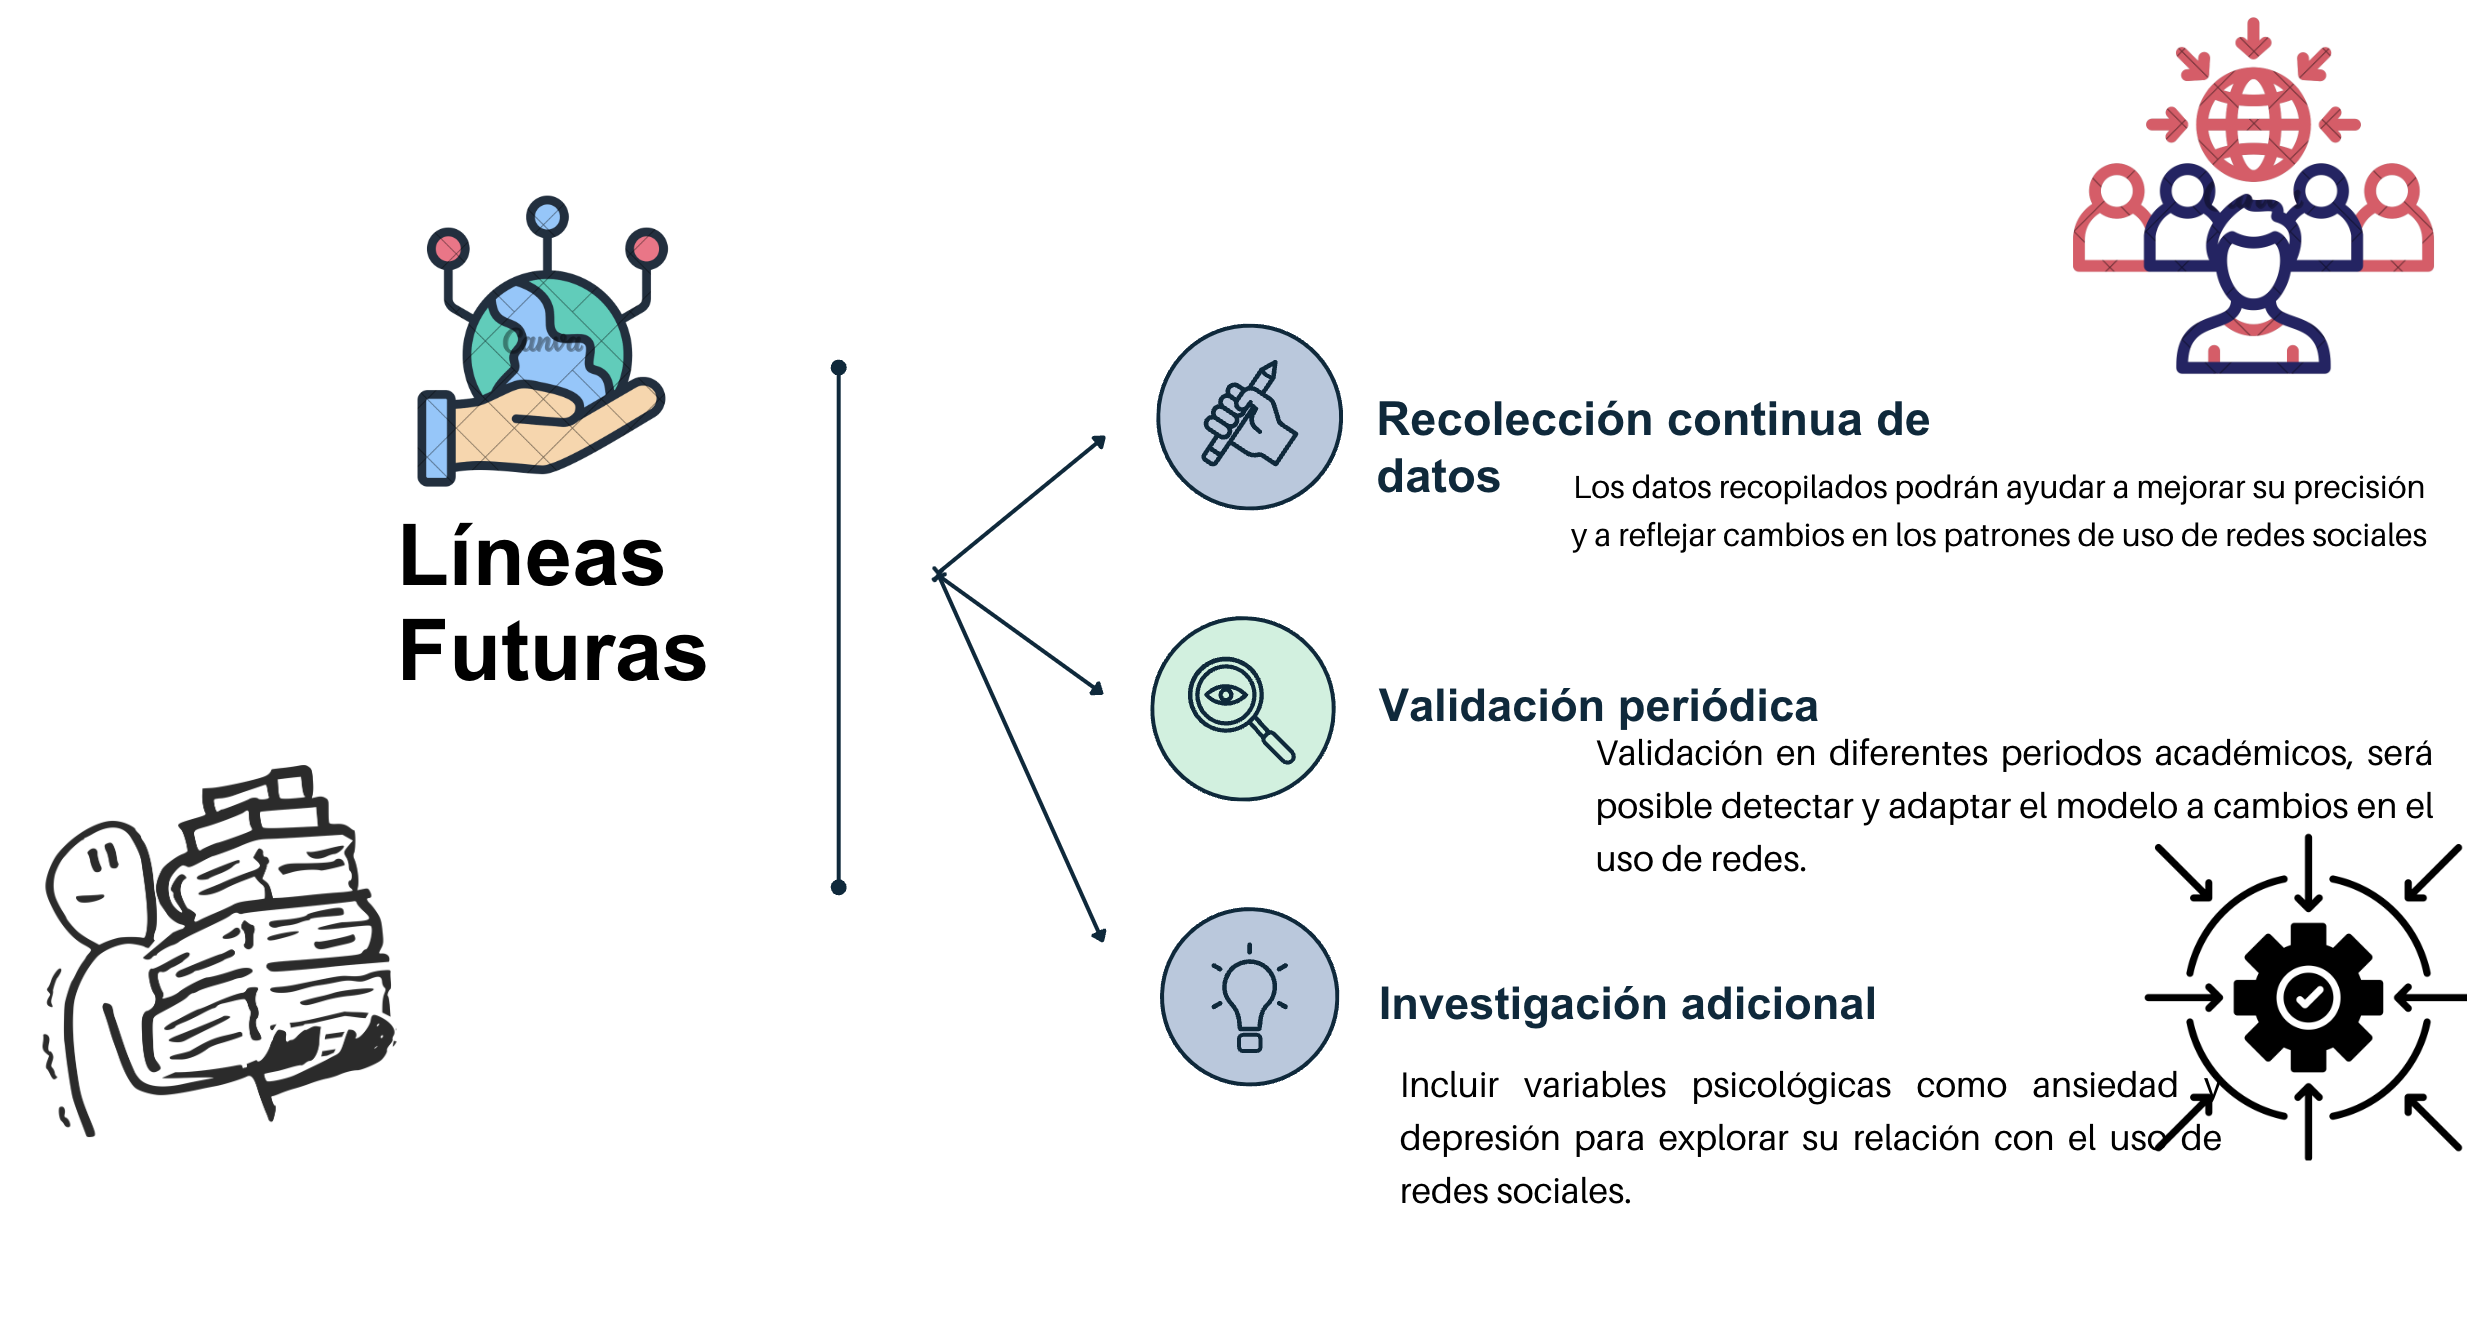 Canva
Líneas
Futuras
Recolección continua de
datos
Los datos recopilados podrán ayudar a mejorar su precisión
y a reflejar cambios en los patrones de uso de redes sociales
Validación periódica
Validación en diferentes periodos académicos, será
posible detectar y adaptar el modelo a cambios en el
uso de redes.
Investigación adicional
Incluir variables psicológicas como ansiedad y
depresión para explorar su relación con el uso de
redes sociales.